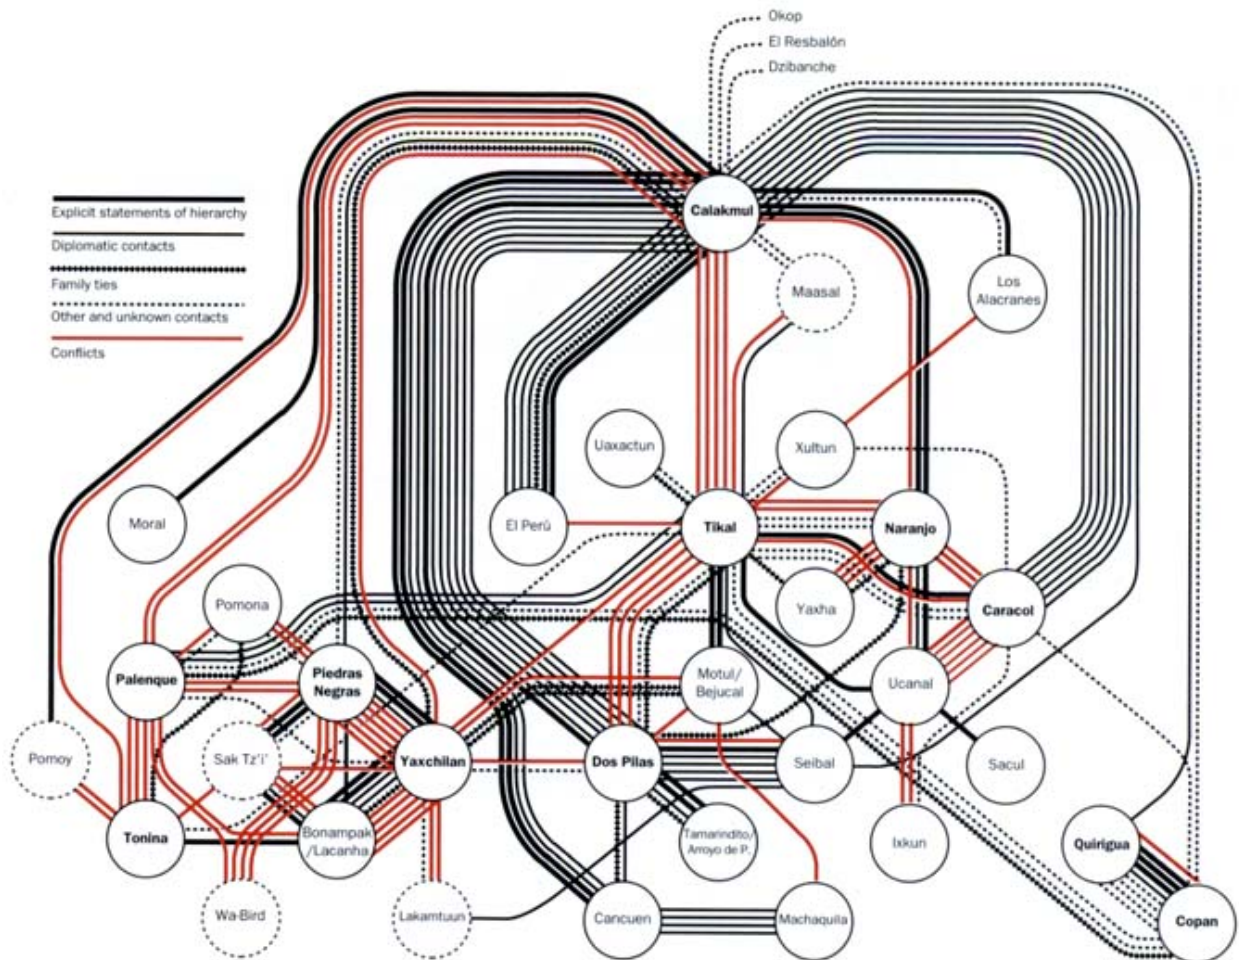 Okop
El Resbalón
Dzibanche
Explicit statements of hierarchy
Diplomatic contacts
Family ties
Other and unknown contacts
Conflicts
Calakmul
Maasal
Los
Alacranes
Uaxactun
Xultun
Moral
El Perú
Tikal
Naranjo
Pomona
Yaxha
Caracol
Palenque
Piedras
Negras
Motul/
Bejucal
Ucanal
Pomoy
Sak Tz'i'
Yaxchilan
Dos Pilas
Seibal
Sacul
Tonina
Bonampak
/Lacanha
Tamarindito/
Arroyo de P.
Ixkun
Quirigua
Wa-Bird
Lakamtuun
Cancuen
Machaquila
Copan